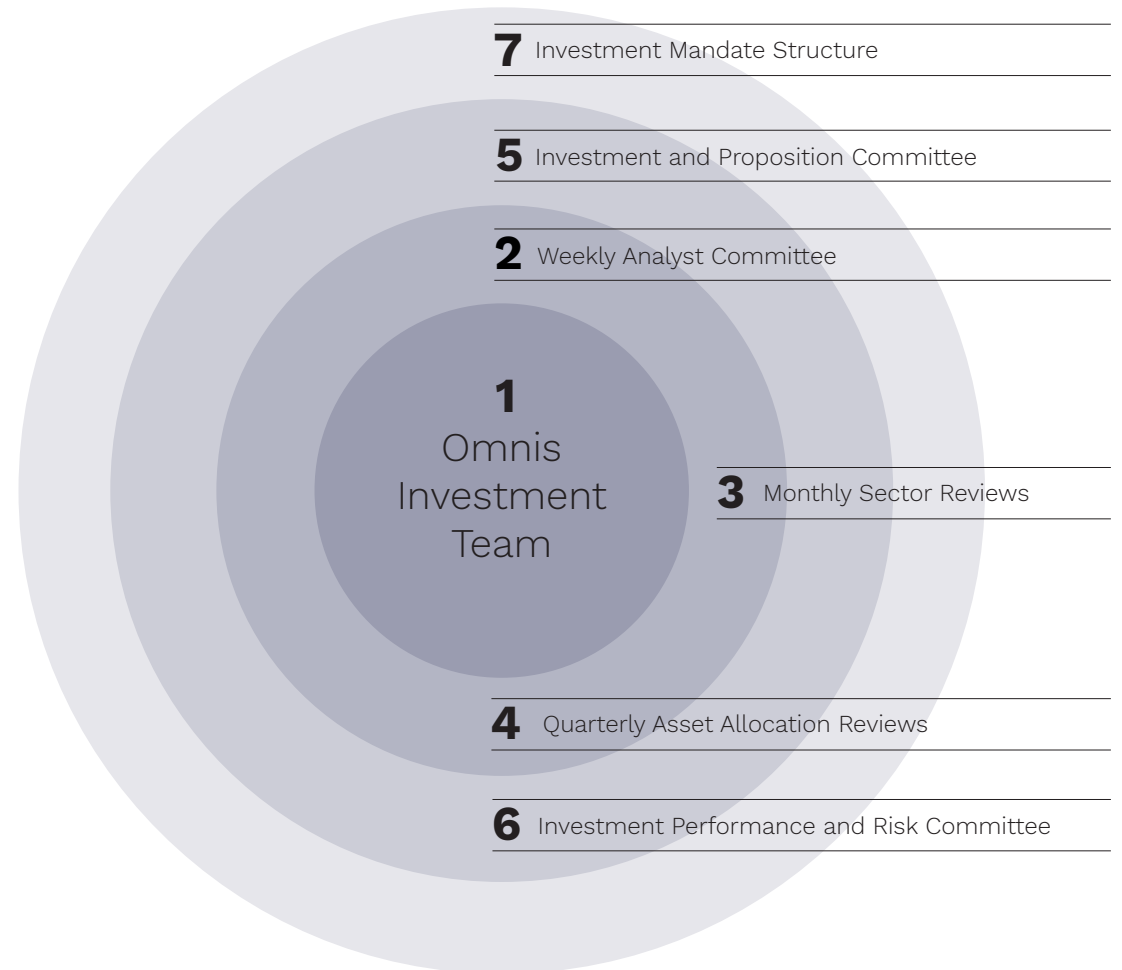 7 Investment Mandate Structure
5 Investment and Proposition Committee
2 Weekly Analyst Committee
1
Omnis
Investment
Team
3 Monthly Sector Reviews
4 Quarterly Asset Allocation Reviews
6 Investment Performance and Risk Committee